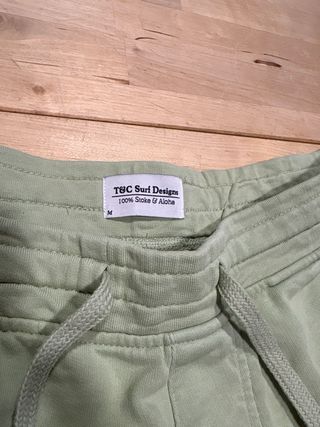 T&C Surf Designs
100% Stoke & Aloha
M